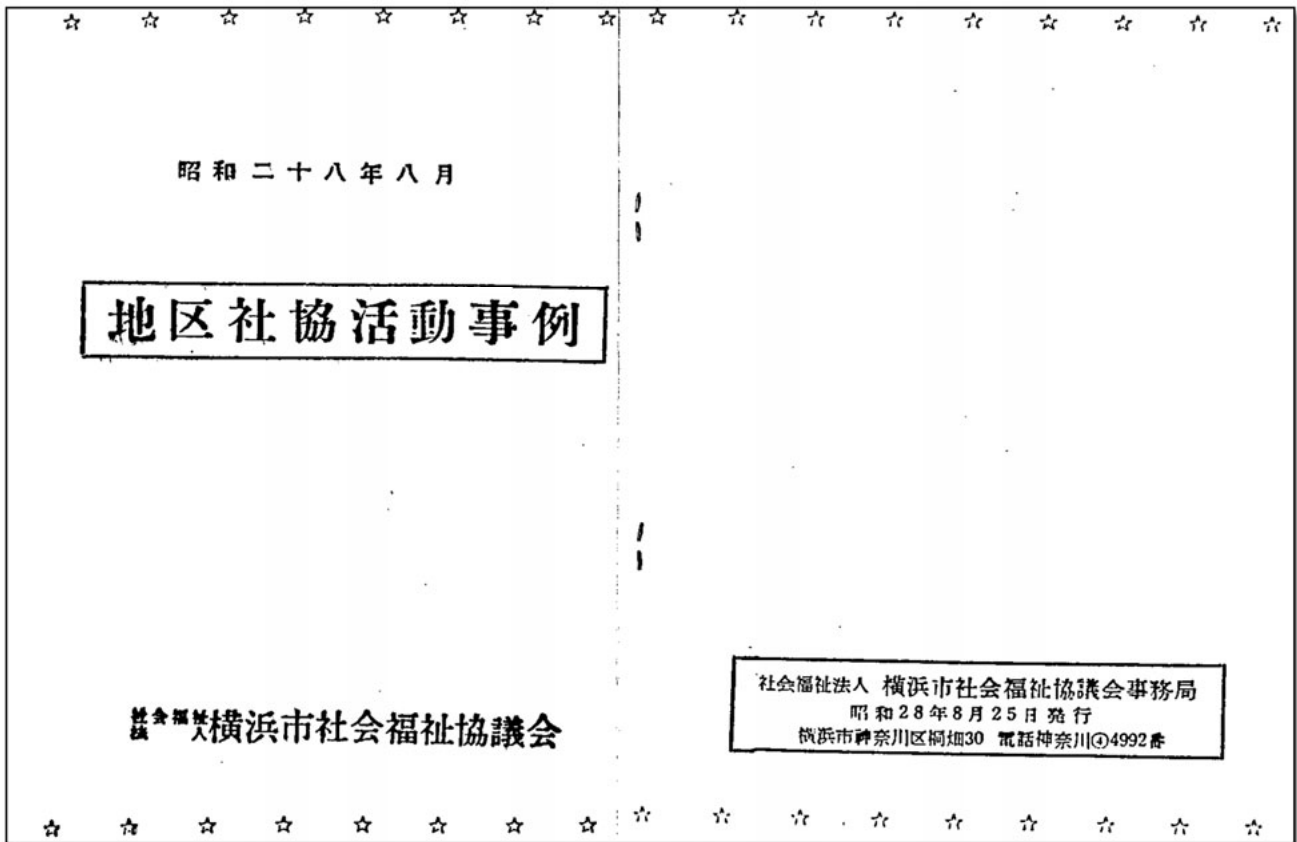 昭和二十八年八月
地区社協活動事例
社会福祉法人 横浜市社会福祉協議会
社会福祉法人 横浜市社会福祉協議会事務局
昭和28年8月25日発行
横浜市神奈川区桐畑30 電話神奈川④4992番